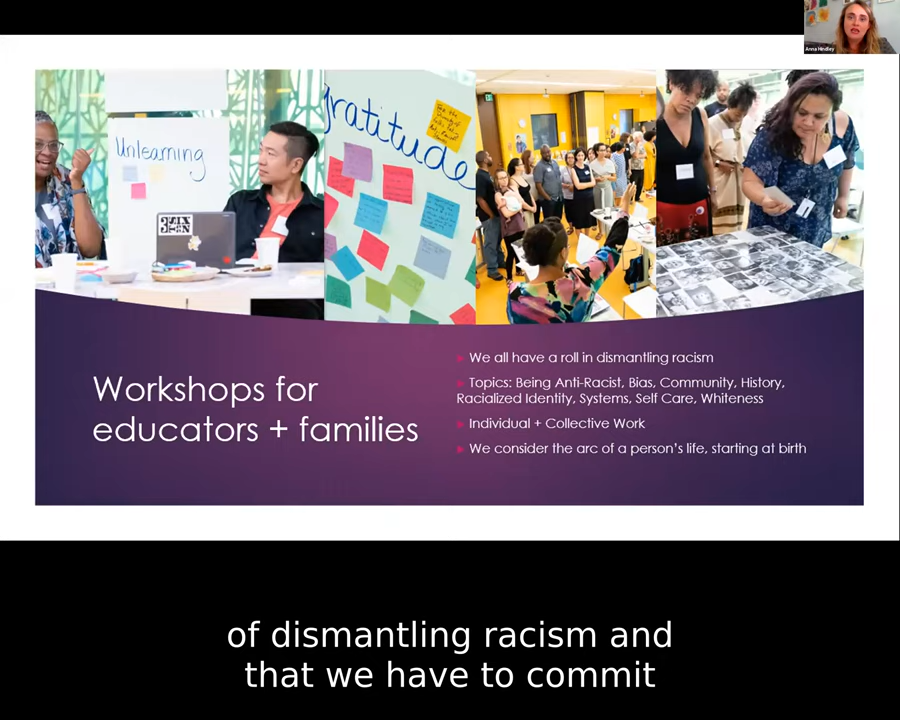 Anna Hindley
Unlearning
gratitude
Workshops for
educators + families
We all have a roll in dismantling racism
Topics: Being Anti-Racist, Bias, Community, History,
Racialized Identity, Systems, Self Care, Whiteness
Individual + Collective Work
We consider the arc of a person's life, starting at birth
of dismantling racism and
that we have to commit